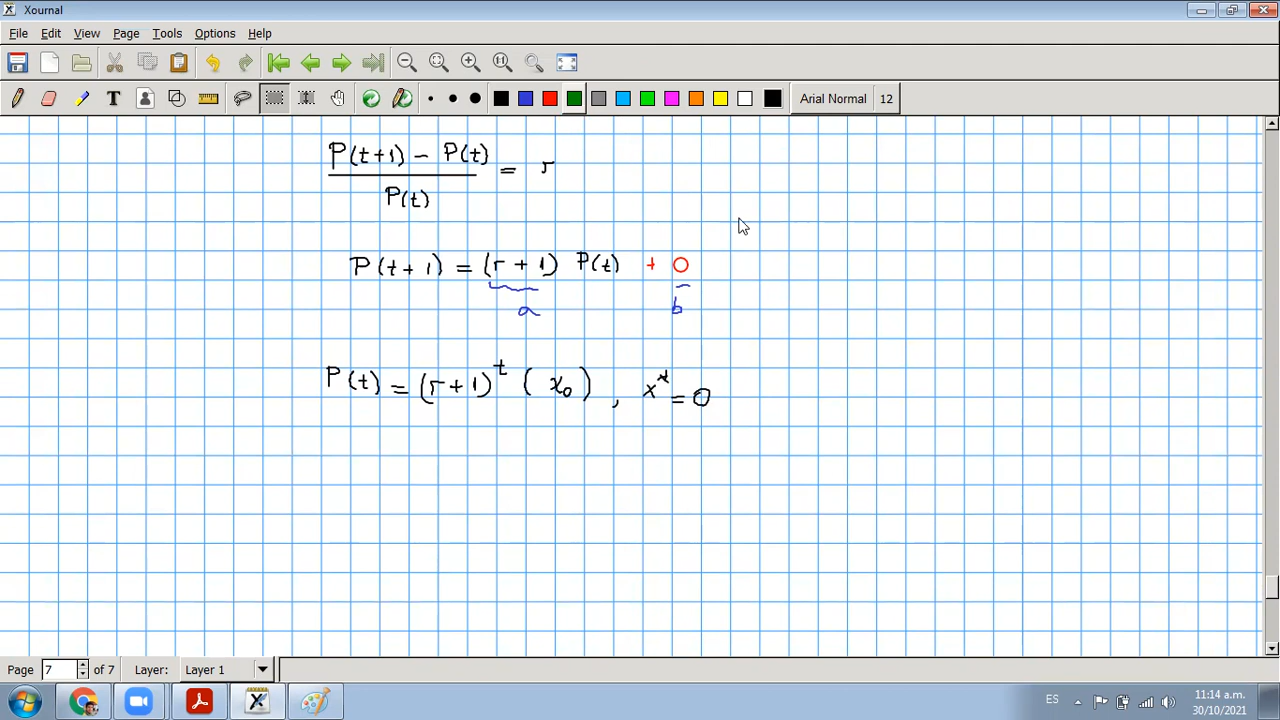 Xournal
File Edit View Page Tools Options Help
Arial Normal 12
P(t+1) - P(t)
= r
P(t)
P(t+1) = (r+1) P(t) + 0
a b
P(t) = (r+1)^t (x_0) , x^* = 0
Page 7 of 7 Layer: Layer 1
ES 11:14 a.m.
30/10/2021